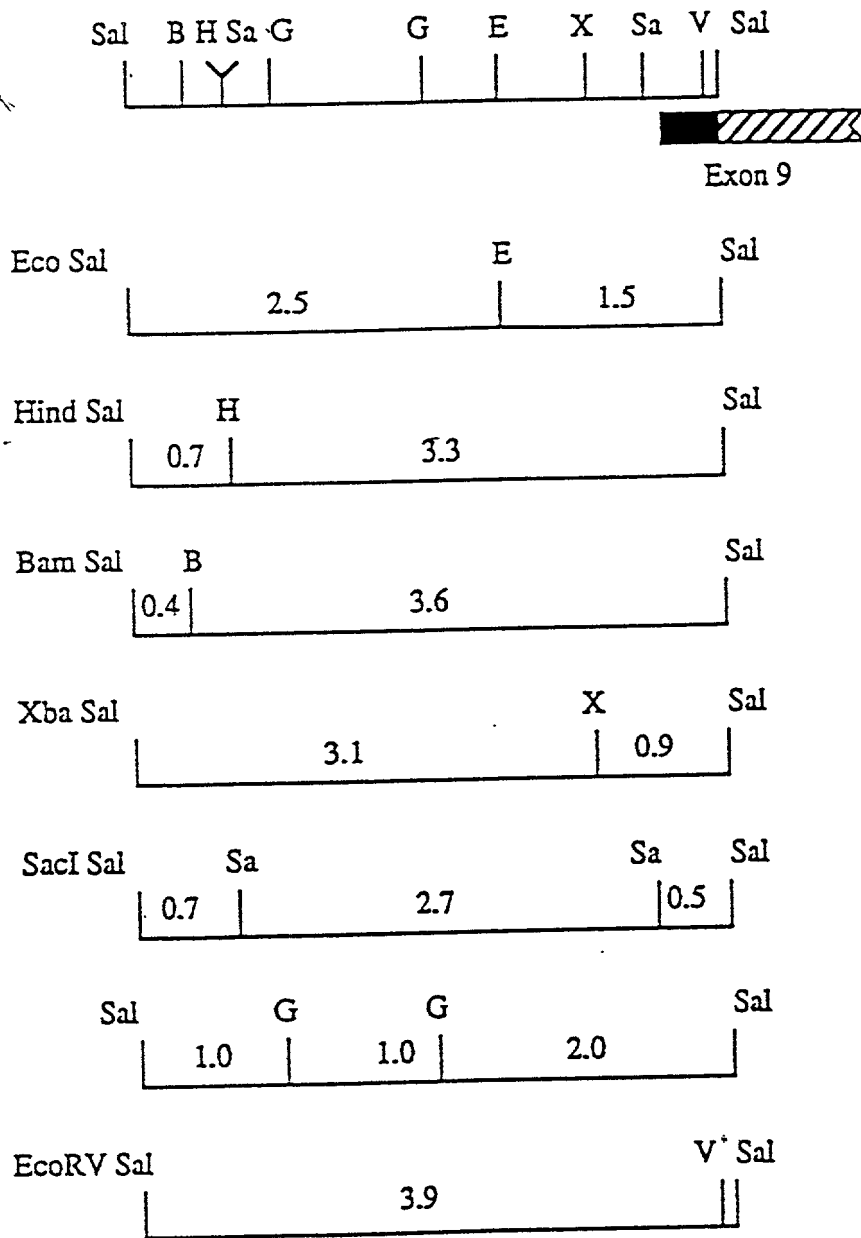 Sal B H Sa G G E X Sa V Sal
Exon 9
Eco Sal E Sal
2.5 1.5
Hind Sal H Sal
0.7 3.3
Bam Sal B Sal
0.4 3.6
Xba Sal X Sal
3.1 0.9
SacI Sal Sa Sa Sal
0.7 2.7 0.5
Sal G G Sal
1.0 1.0 2.0
EcoRV Sal V Sal
3.9